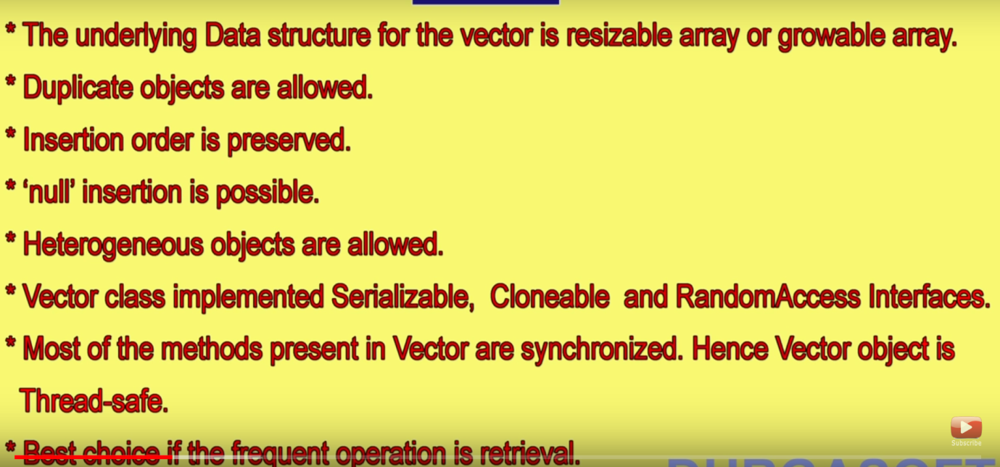 * The underlying Data structure for the vector is resizable array or growable array.
* Duplicate objects are allowed.
* Insertion order is preserved.
* ‘null’ insertion is possible.
* Heterogeneous objects are allowed.
* Vector class implemented Serializable, Cloneable and RandomAccess Interfaces.
* Most of the methods present in Vector are synchronized. Hence Vector object is
Thread-safe.
Subscribe
* Best choice if the frequent operation is retrieval.